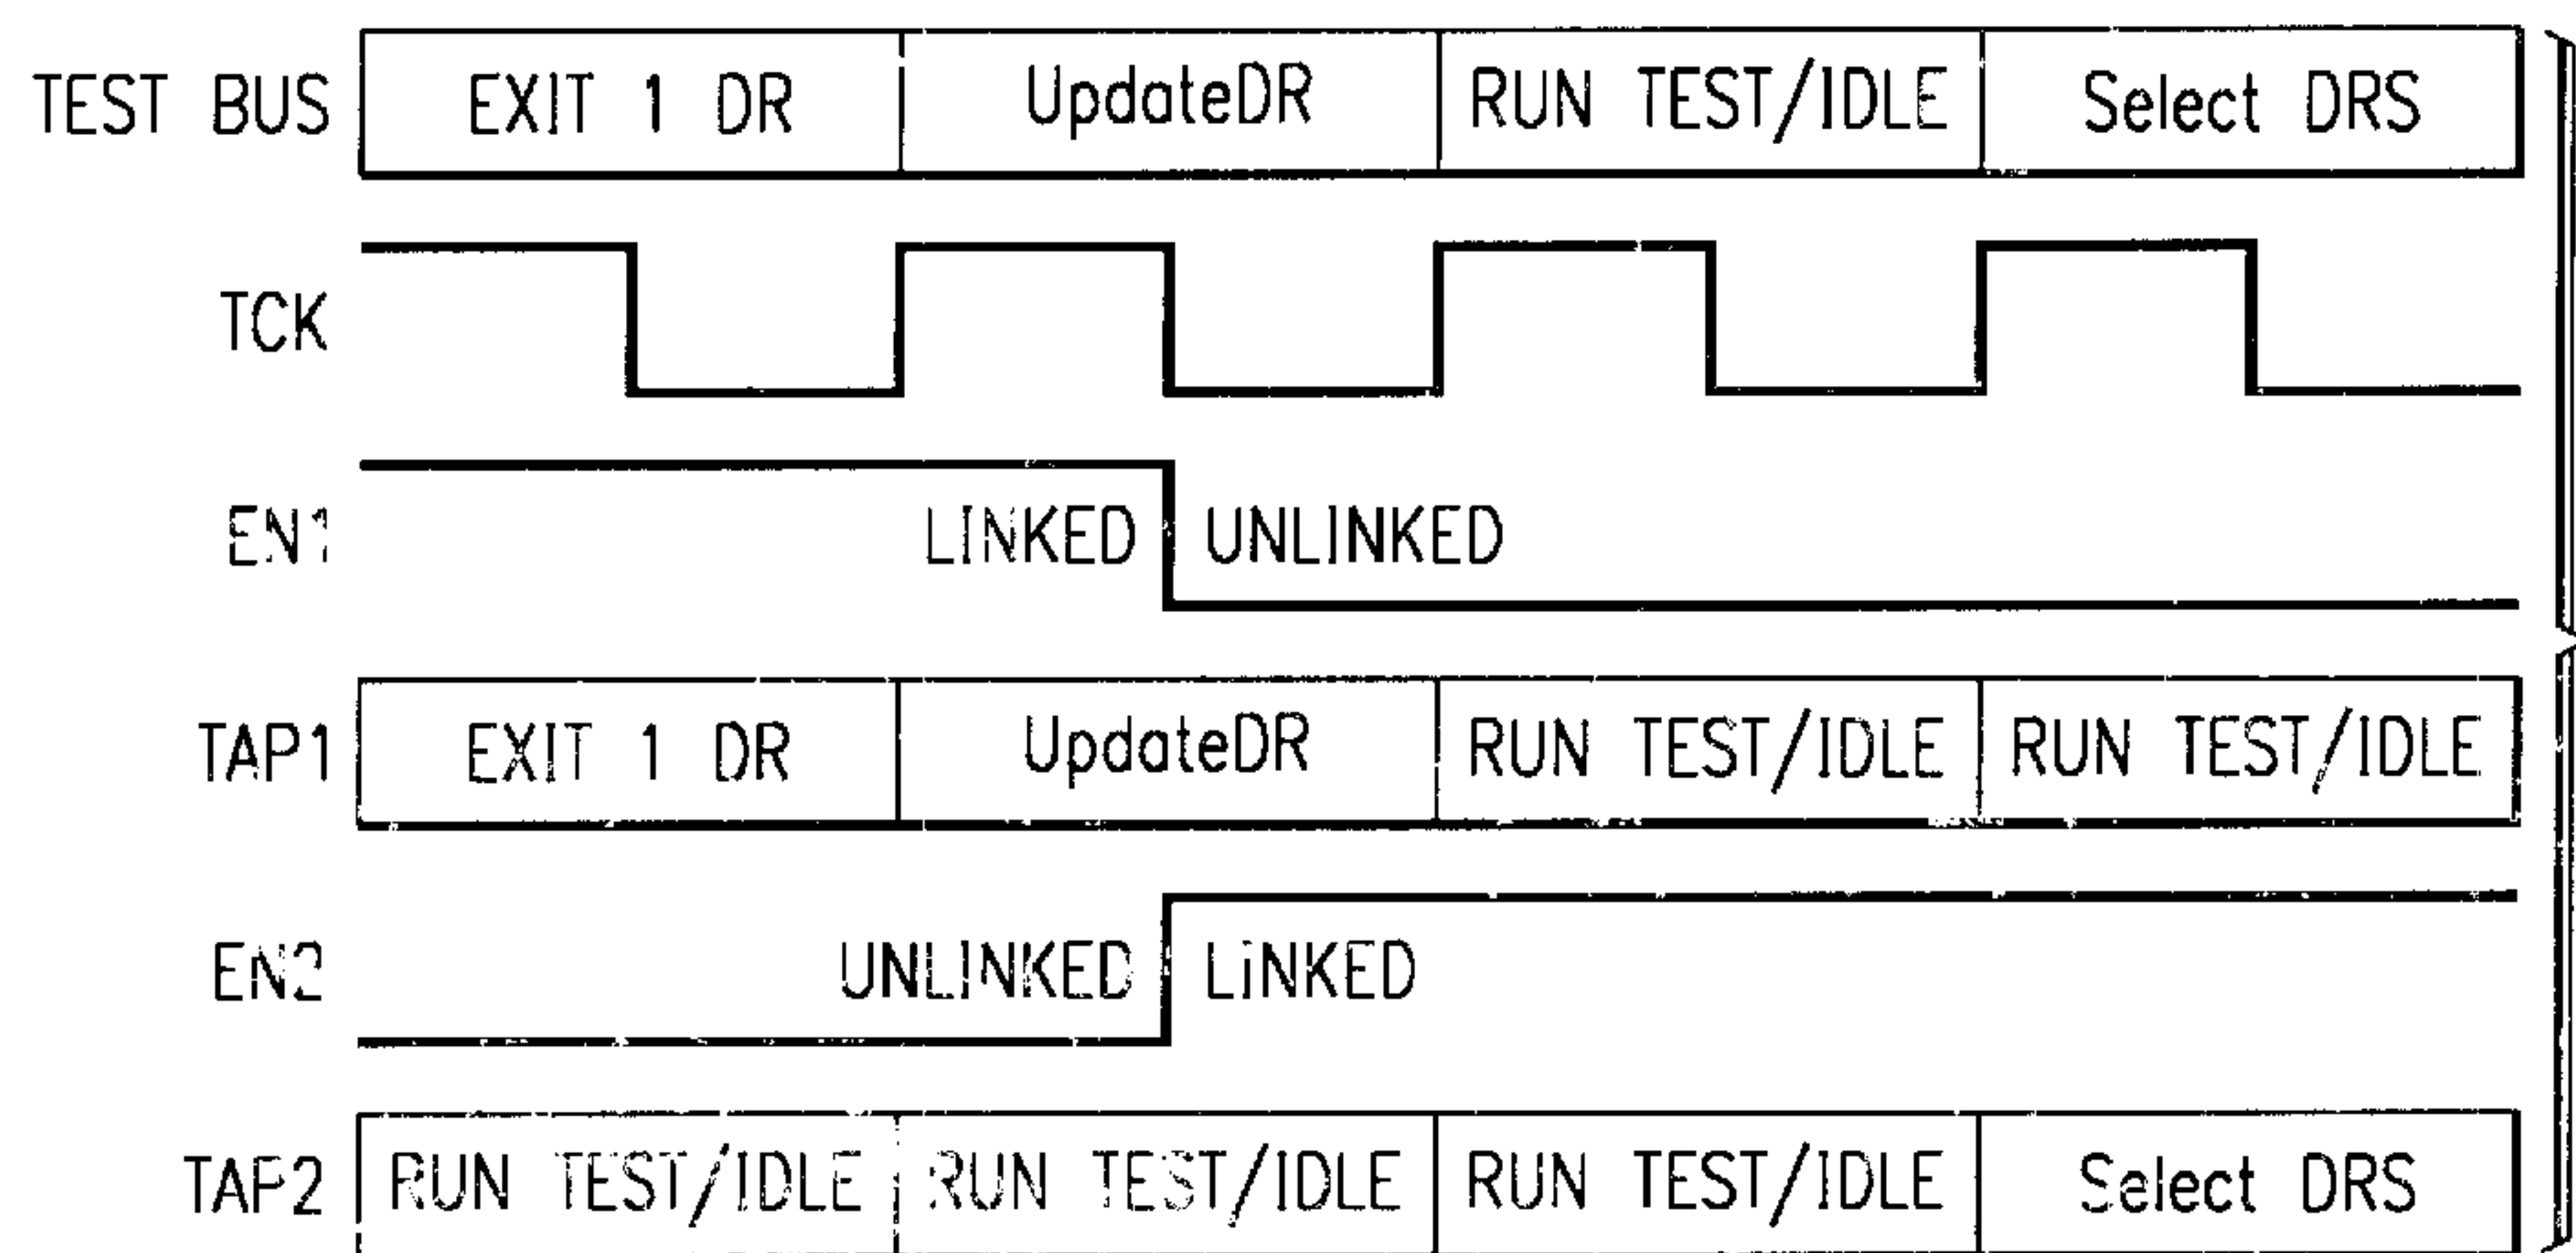 TEST BUS EXIT 1 DR UpdateDR RUN TEST/IDLE Select DRS
TCK
EN1 LINKED UNLINKED
TAP1 EXIT 1 DR UpdateDR RUN TEST/IDLE RUN TEST/IDLE
EN2 UNLINKED LINKED
TAP2 RUN TEST/IDLE RUN TEST/IDLE RUN TEST/IDLE Select DRS